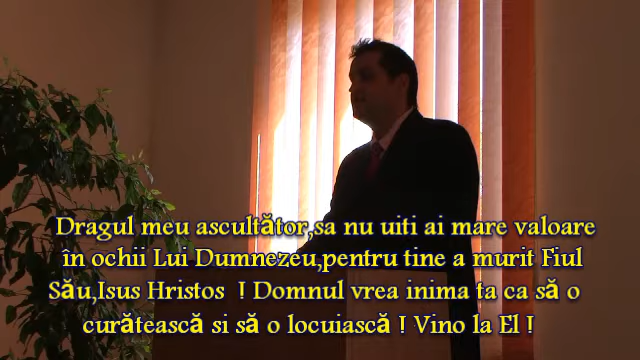 Dragul meu ascultător,sa nu uiti ai mare valoare
în ochii Lui Dumnezeu,pentru tine a murit Fiul
Său,Isus Hristos ! Domnul vrea inima ta ca să o
curătească si să o locuiască ! Vino la El !